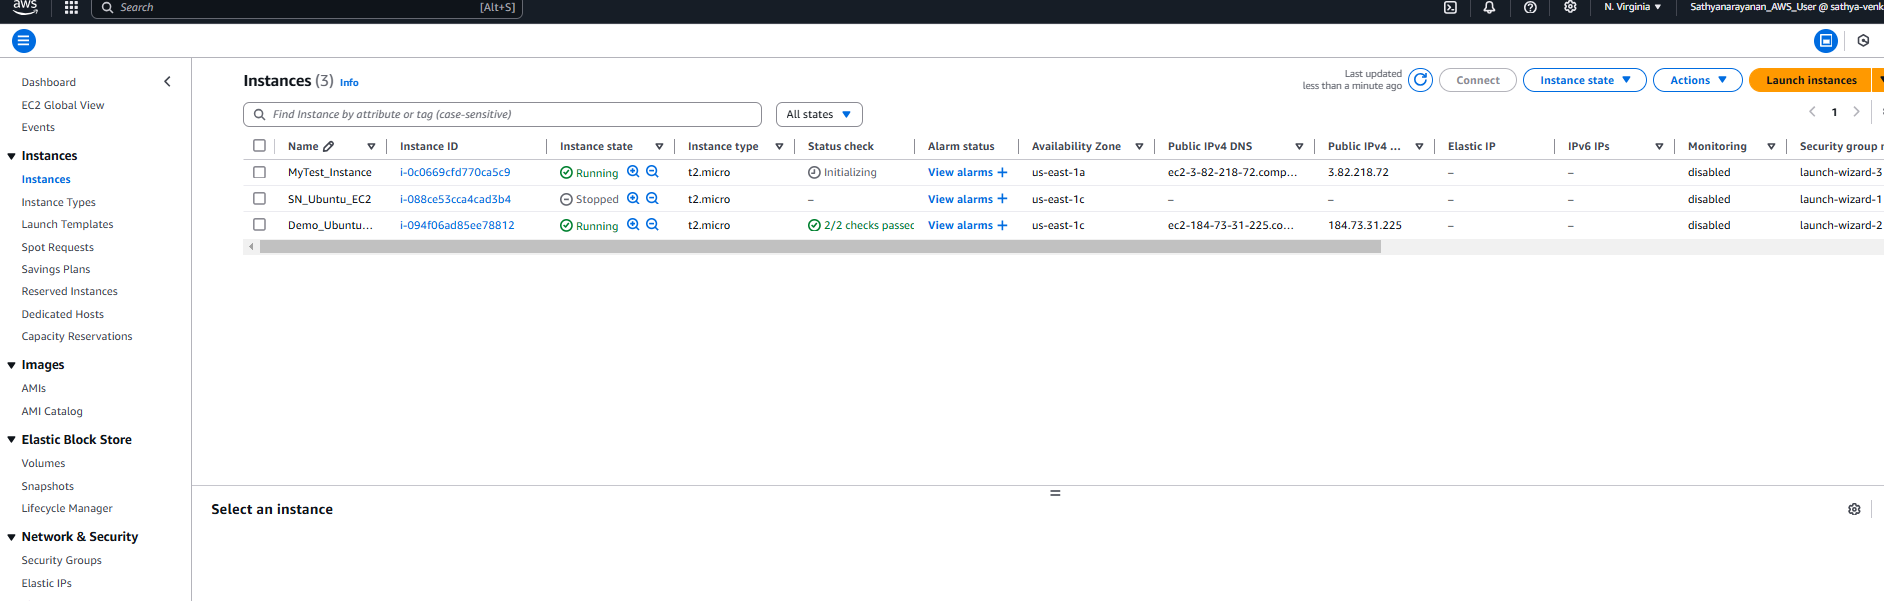 aws
Search [Alt+S] N. Virginia Sathyanarayanan_AWS_User @ sathya-venk
Dashboard
EC2 Global View
Events
Instances
Instances
Instance Types
Launch Templates
Spot Requests
Savings Plans
Reserved Instances
Dedicated Hosts
Capacity Reservations
Images
AMIs
AMI Catalog
Elastic Block Store
Volumes
Snapshots
Lifecycle Manager
Network & Security
Security Groups
Elastic IPs
Instances (3) Info
Last updated
less than a minute ago
Connect Instance state Actions Launch instances
Find Instance by attribute or tag (case-sensitive) All states 1
Name Instance ID Instance state Instance type Status check Alarm status Availability Zone Public IPv4 DNS Public IPv4 ... Elastic IP IPv6 IPs Monitoring Security group
MyTest_Instance i-0c0669cfd770ca5c9 Running t2.micro Initializing View alarms + us-east-1a ec2-3-82-218-72.comp... 3.82.218.72 – – disabled launch-wizard-3
SN_Ubuntu_EC2 i-088ce53cca4cad3b4 Stopped t2.micro – View alarms + us-east-1c – – – – disabled launch-wizard-1
Demo_Ubuntu... i-094f06ad85ee78812 Running t2.micro 2/2 checks passed View alarms + us-east-1c ec2-184-73-31-225.co... 184.73.31.225 – – disabled launch-wizard-2
Select an instance